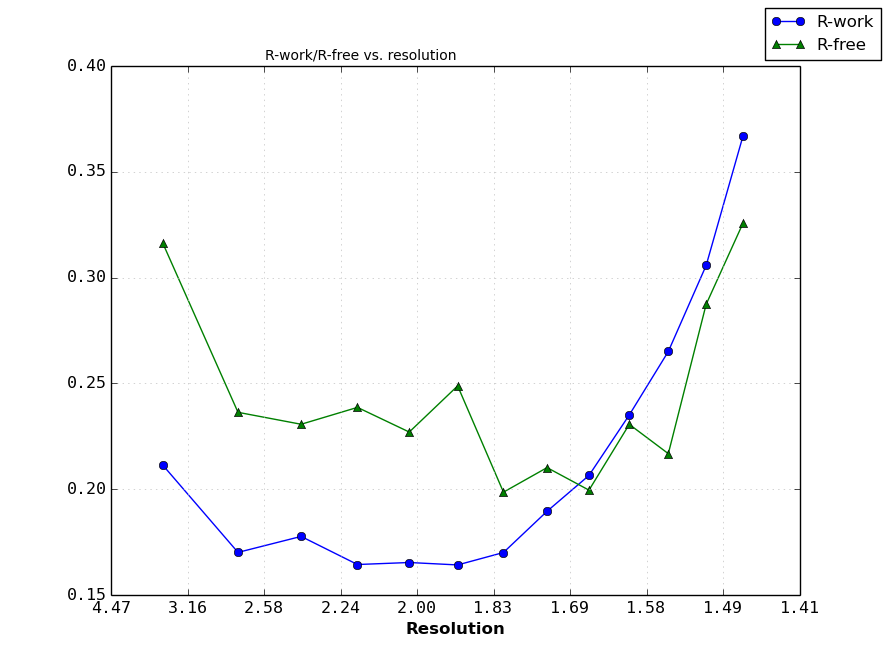 R-work
R-free
R-work/R-free vs. resolution
0.40
0.35
0.30
0.25
0.20
0.15
4.47 3.16 2.58 2.24 2.00 1.83 1.69 1.58 1.49 1.41
Resolution